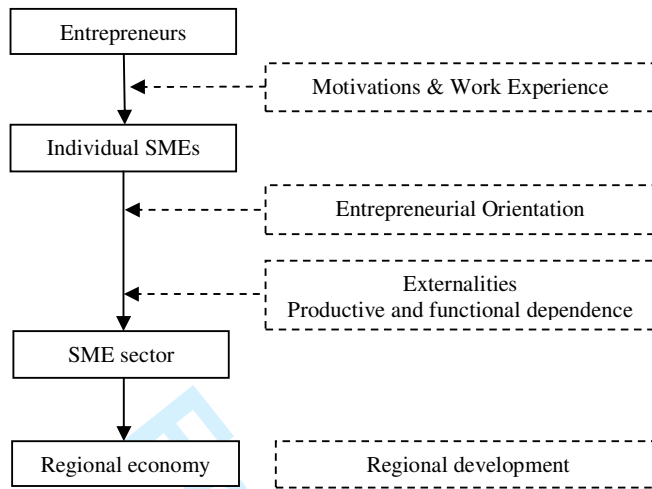 Entrepreneurs
Motivations & Work Experience
Individual SMEs
Entrepreneurial Orientation
Externalities
Productive and functional dependence
SME sector
Regional economy
Regional development